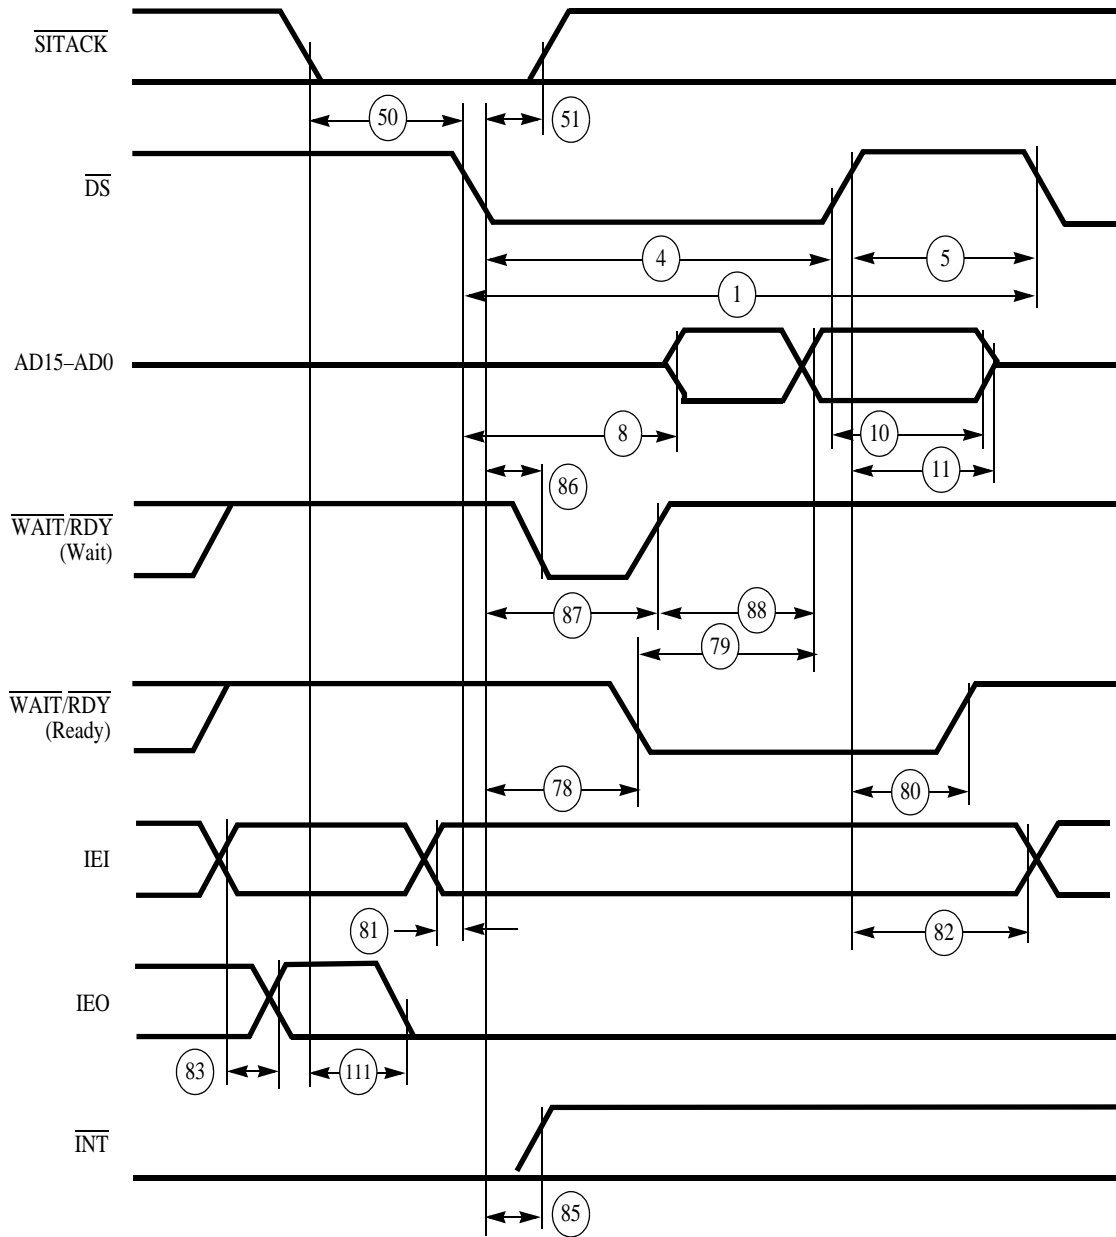 SITACK
50
51
DS
4
5
1
AD15–AD0
8
10
11
86
WAIT/RDY
(Wait)
87
88
79
WAIT/RDY
(Ready)
78
80
IEI
81
82
IEO
83
111
INT
85